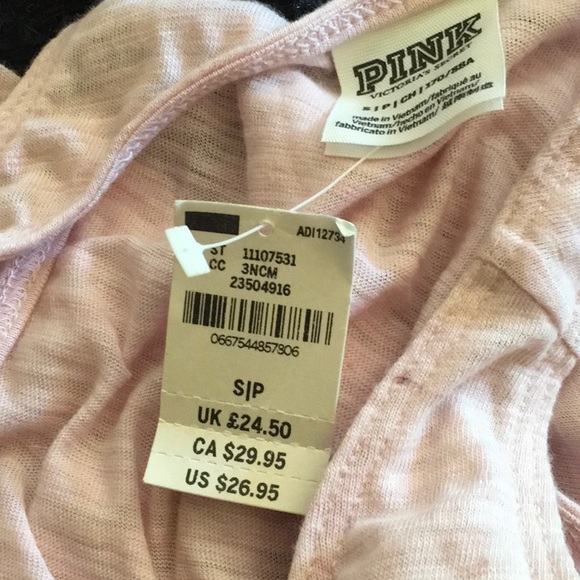 PINK
VICTORIA'S SECRET
S | P | CH | 170/88A
made in Vietnam/fabriqué au
Vietnam/hecho en Vietnam/
fabbricato in Vietnam/
ADI12734
ST 11107531
CC 3NCM
23504916
0667544857806
S|P
UK £24.50
CA $29.95
US $26.95